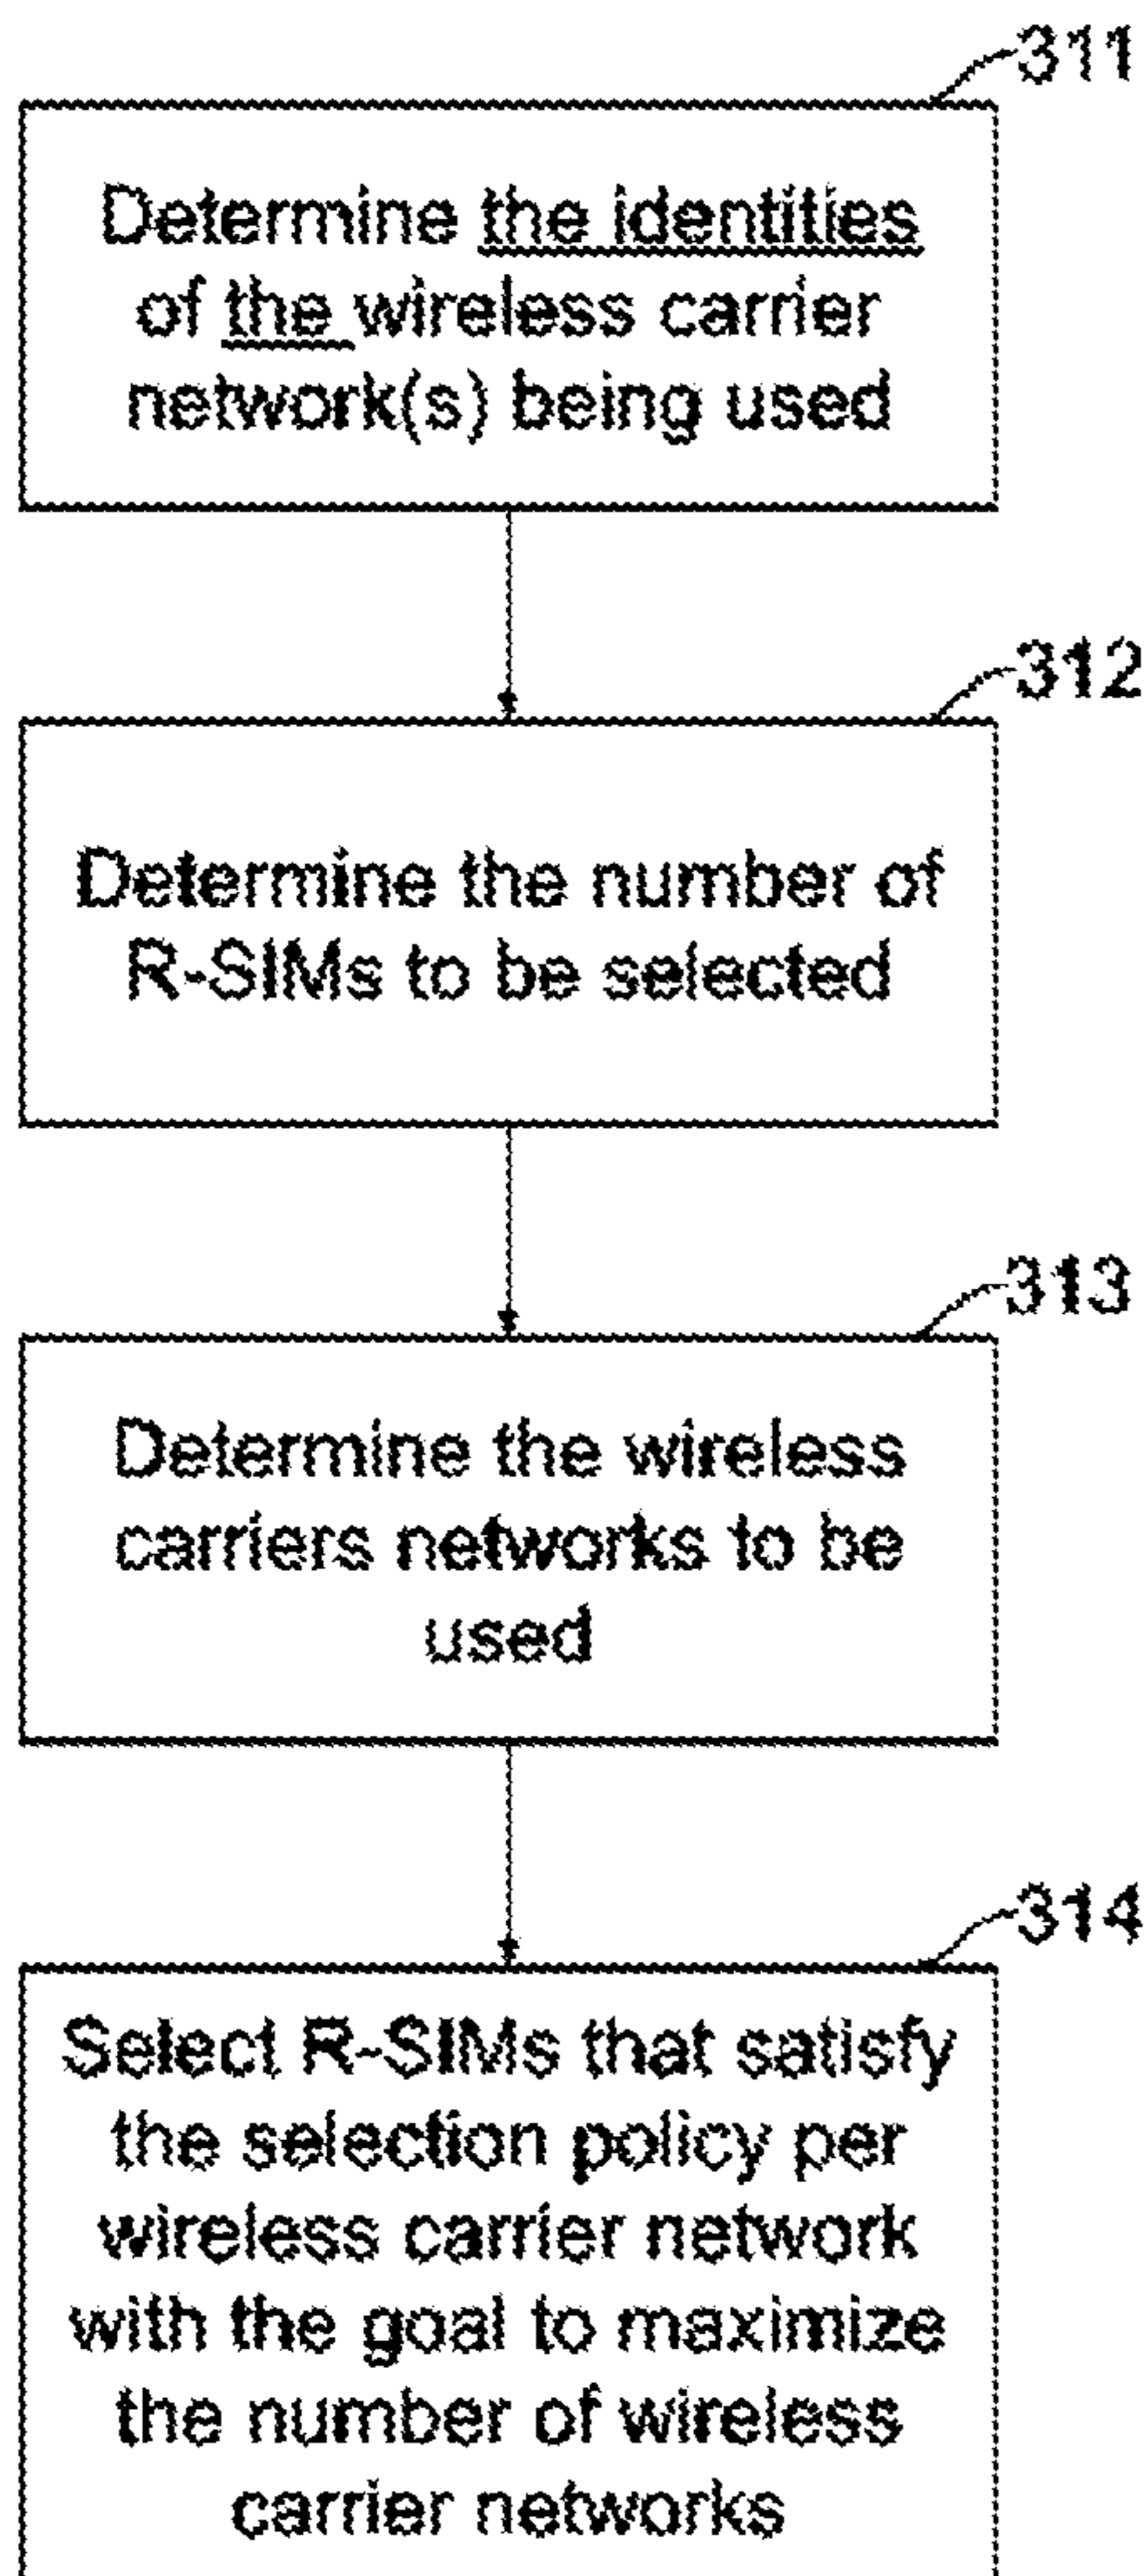 311
Determine the identities
of the wireless carrier
network(s) being used
312
Determine the number of
R-SIMs to be selected
313
Determine the wireless
carriers networks to be
used
314
Select R-SIMs that satisfy
the selection policy per
wireless carrier network
with the goal to maximize
the number of wireless
carrier networks